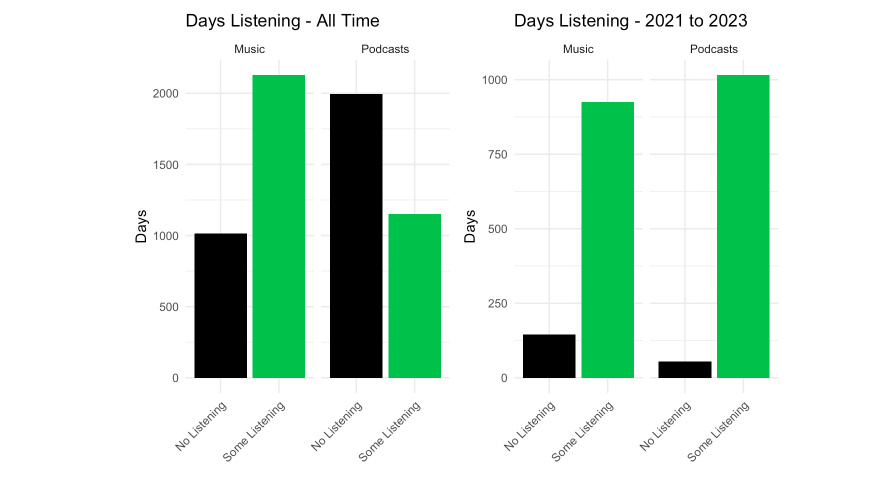 Days Listening - All Time
Music
Podcasts
Days
2000
1500
1000
500
0
No Listening
Some Listening
No Listening
Some Listening
Days Listening - 2021 to 2023
Music
Podcasts
Days
1000
750
500
250
0
No Listening
Some Listening
No Listening
Some Listening